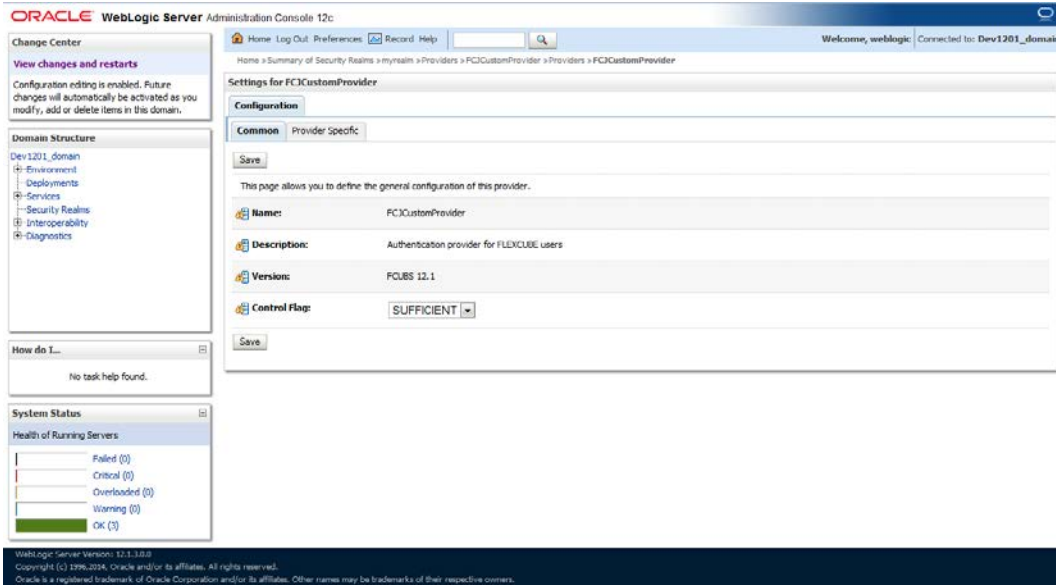 ORACLE WebLogic Server Administration Console 12c
Change Center
View changes and restarts
Configuration editing is enabled. Future
changes will automatically be activated as you
modify, add or delete items in this domain.
Domain Structure
Dev1201_domain
Environment
Deployments
Services
Security Realms
Interoperability
Diagnostics
How do I...
No task help found.
System Status
Health of Running Servers
Failed (0)
Critical (0)
Overloaded (0)
Warning (0)
OK (3)
Home Log Out Preferences Record Help
Welcome, weblogic Connected to: Dev1201_domai
Home >Summary of Security Realms >myrealm >Providers >FCJCustomProvider >Providers >FCJCustomProvider
Settings for FCJCustomProvider
Configuration
Common Provider Specific
Save
This page allows you to define the general configuration of this provider.
Name: FCJCustomProvider
Description: Authentication provider for FLEXCUBE users
Version: FCUBS 12.1
Control Flag: SUFFICIENT
Save
WebLogic Server Version: 12.1.3.0.0
Copyright (c) 1996,2014, Oracle and/or its affiliates. All rights reserved.
Oracle is a registered trademark of Oracle Corporation and/or its affiliates. Other names may be trademarks of their respective owners.